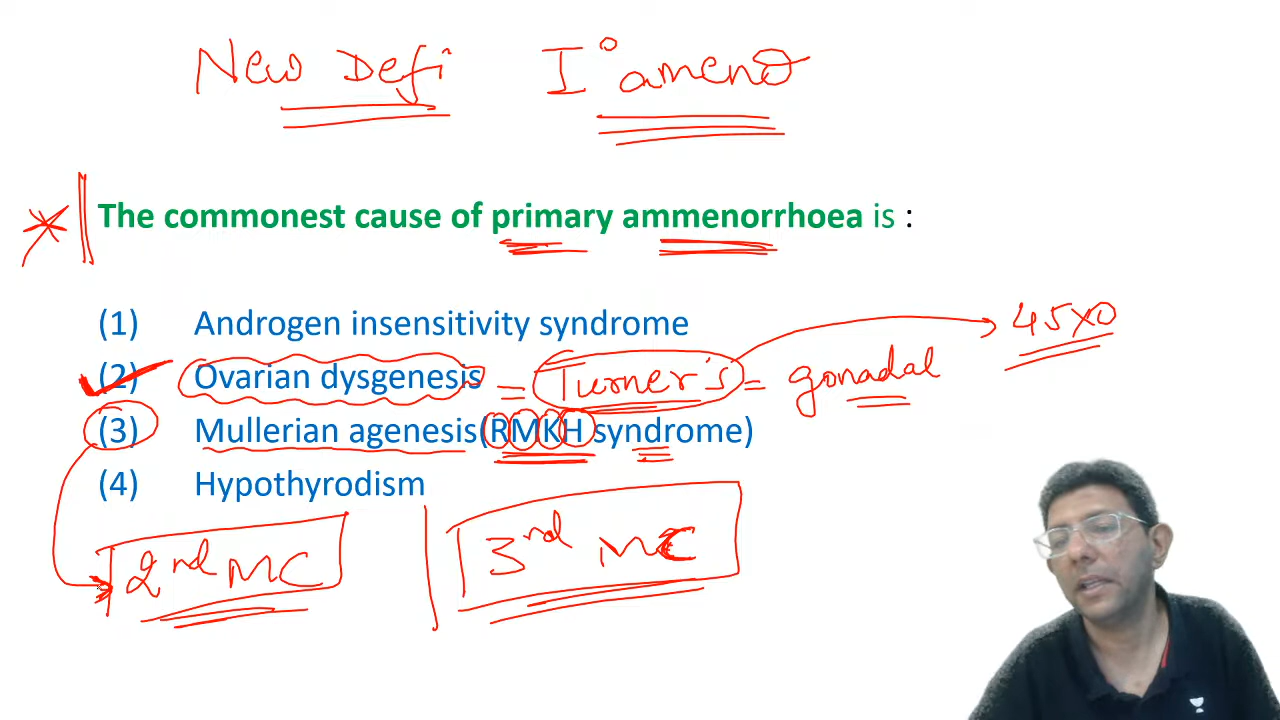 New Defi I° amenO
The commonest cause of primary ammenorrhoea is :
(1) Androgen insensitivity syndrome
45XO
(2) Ovarian dysgenesis = Turner's = gonadal
(3) Mullerian agenesis(RMKH syndrome)
(4) Hypothyrodism
2nd MC 3rd MC